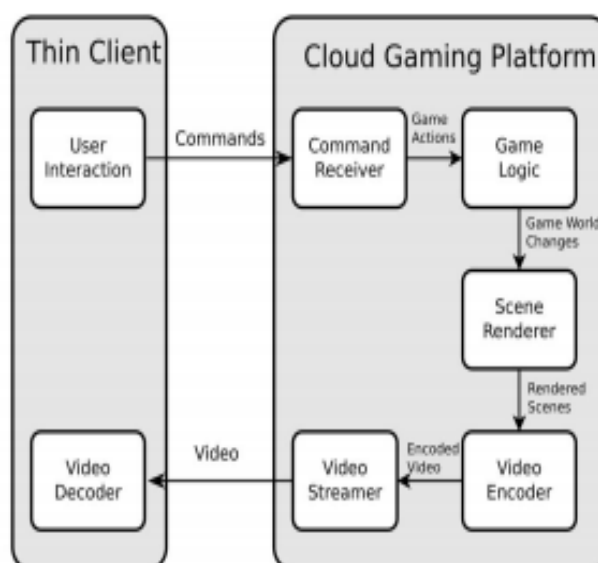 Thin Client
Cloud Gaming Platform
User
Interaction
Commands
Command
Receiver
Game
Actions
Game
Logic
Game World
Changes
Scene
Renderer
Rendered
Scenes
Video
Decoder
Video
Video
Streamer
Encoded
Video
Video
Encoder